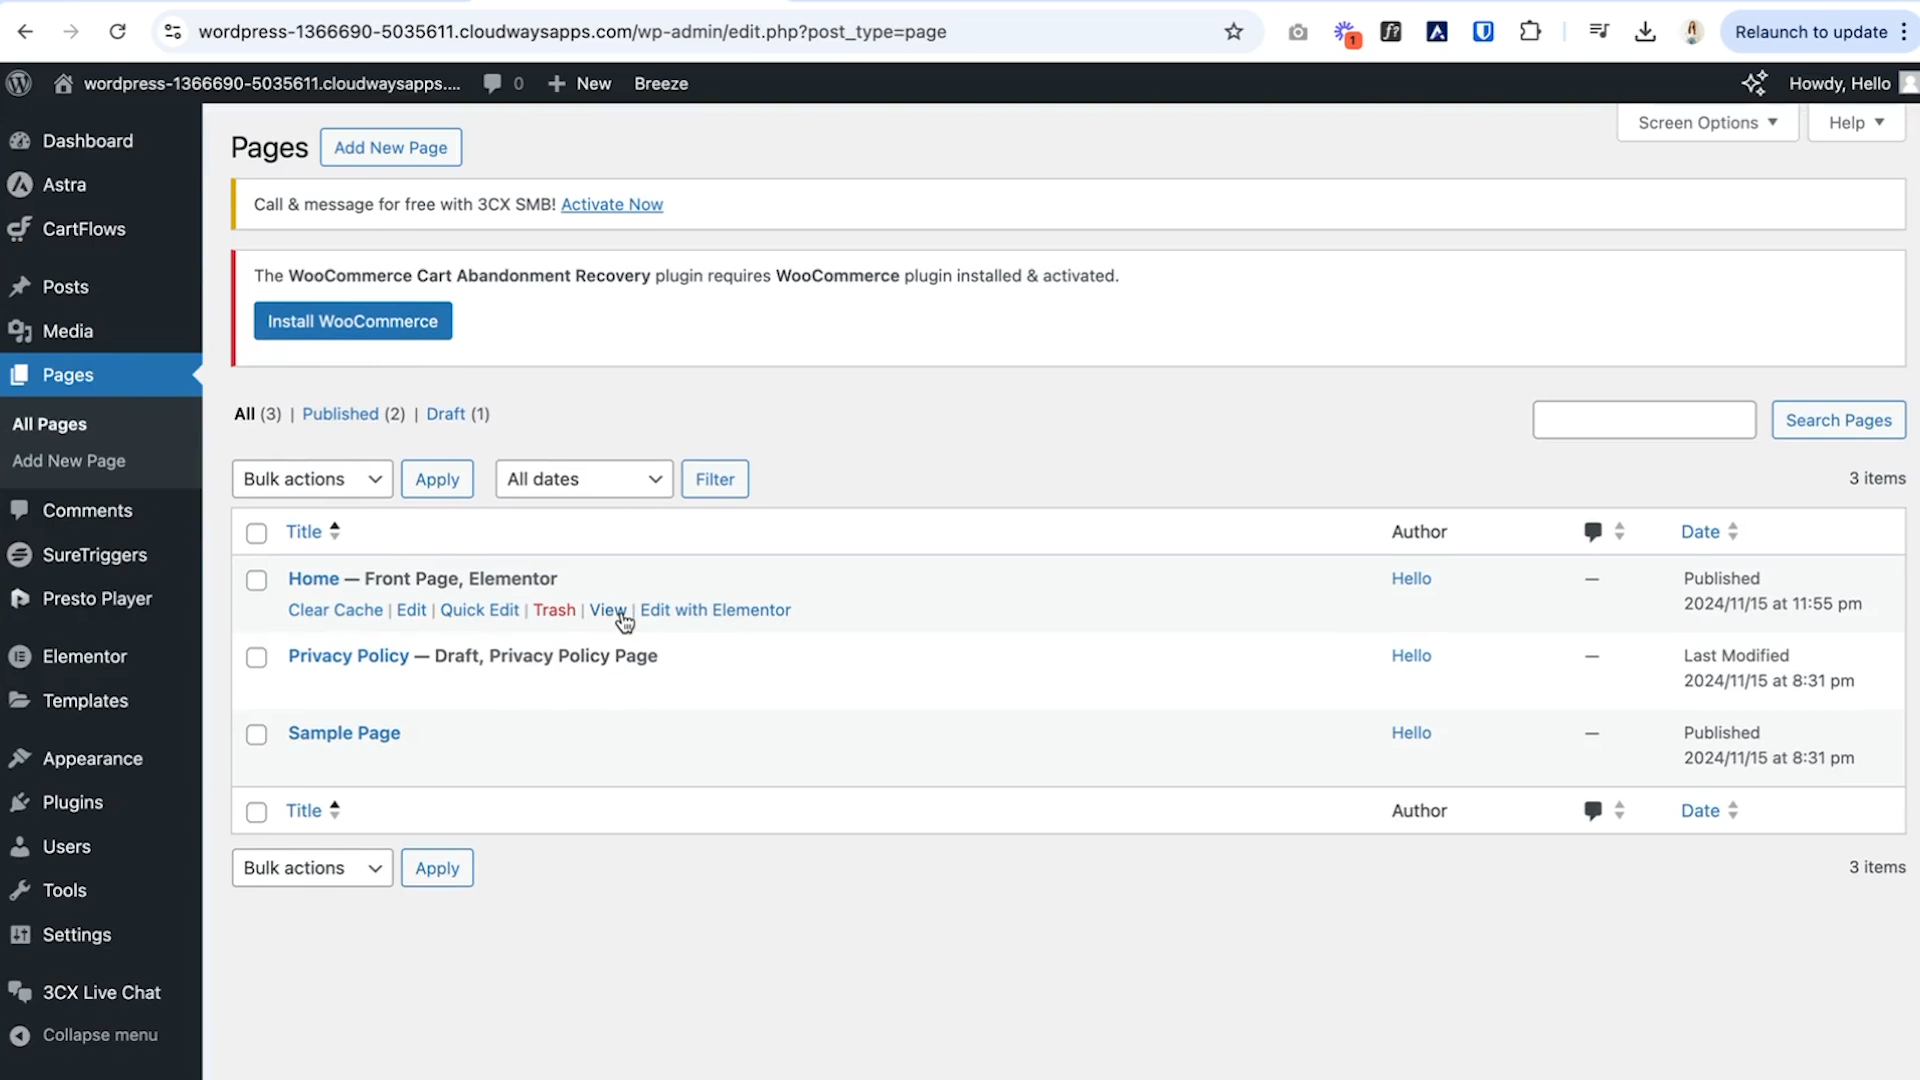 wordpress-1366690-5035611.cloudwaysapps.com/wp-admin/edit.php?post_type=page
f?
1
Relaunch to update
wordpress-1366690-5035611.cloudwaysapps....
0
New
Breeze
Howdy, Hello
Dashboard
Astra
CartFlows
Posts
Media
Pages
All Pages
Add New Page
Comments
SureTriggers
Presto Player
Elementor
Templates
Appearance
Plugins
Users
Tools
Settings
3CX Live Chat
Collapse menu
Screen Options
Help
Pages
Add New Page
Call & message for free with 3CX SMB! Activate Now
The WooCommerce Cart Abandonment Recovery plugin requires WooCommerce plugin installed & activated.
Install WooCommerce
All (3) | Published (2) | Draft (1)
Search Pages
Bulk actions
Apply
All dates
Filter
3 items
Title
Author
Date
Home — Front Page, Elementor
Clear Cache | Edit | Quick Edit | Trash | View | Edit with Elementor
Hello
—
Published
2024/11/15 at 11:55 pm
Privacy Policy — Draft, Privacy Policy Page
Hello
—
Last Modified
2024/11/15 at 8:31 pm
Sample Page
Hello
—
Published
2024/11/15 at 8:31 pm
Title
Author
Date
Bulk actions
Apply
3 items